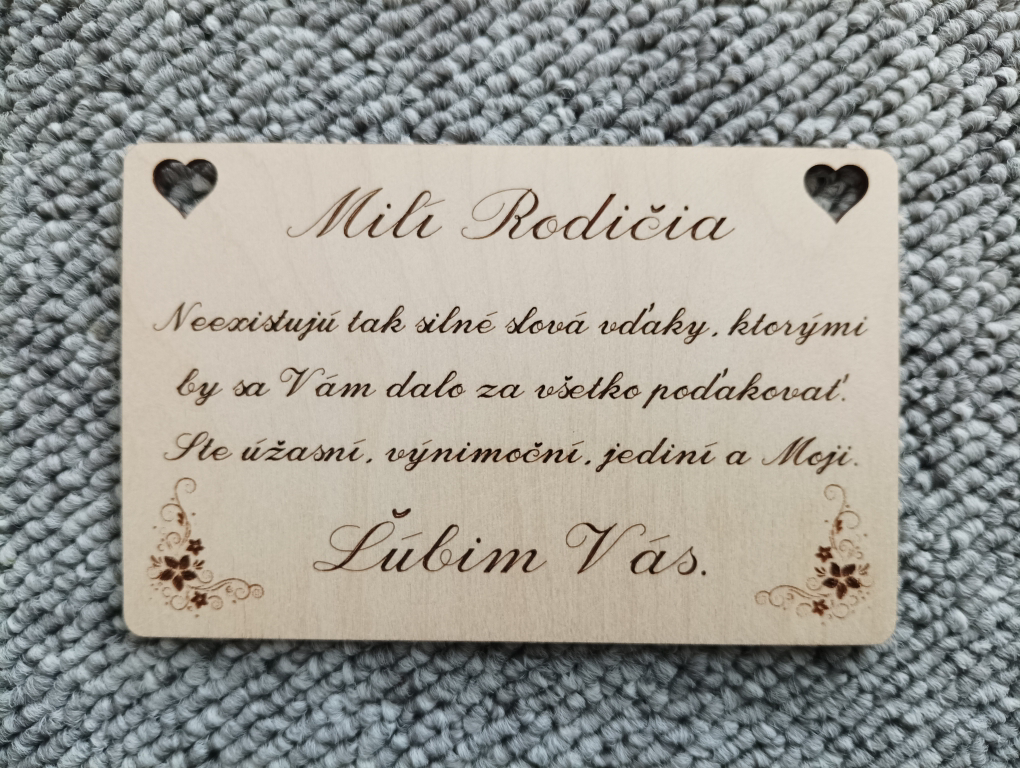 Milí Rodičia
Neexistujú tak silné slová vďaky, ktorými
by sa Vám dalo za všetko poďakovať.
Ste úžasní, výnimoční, jediní a Moji.
Ľúbim Vás.